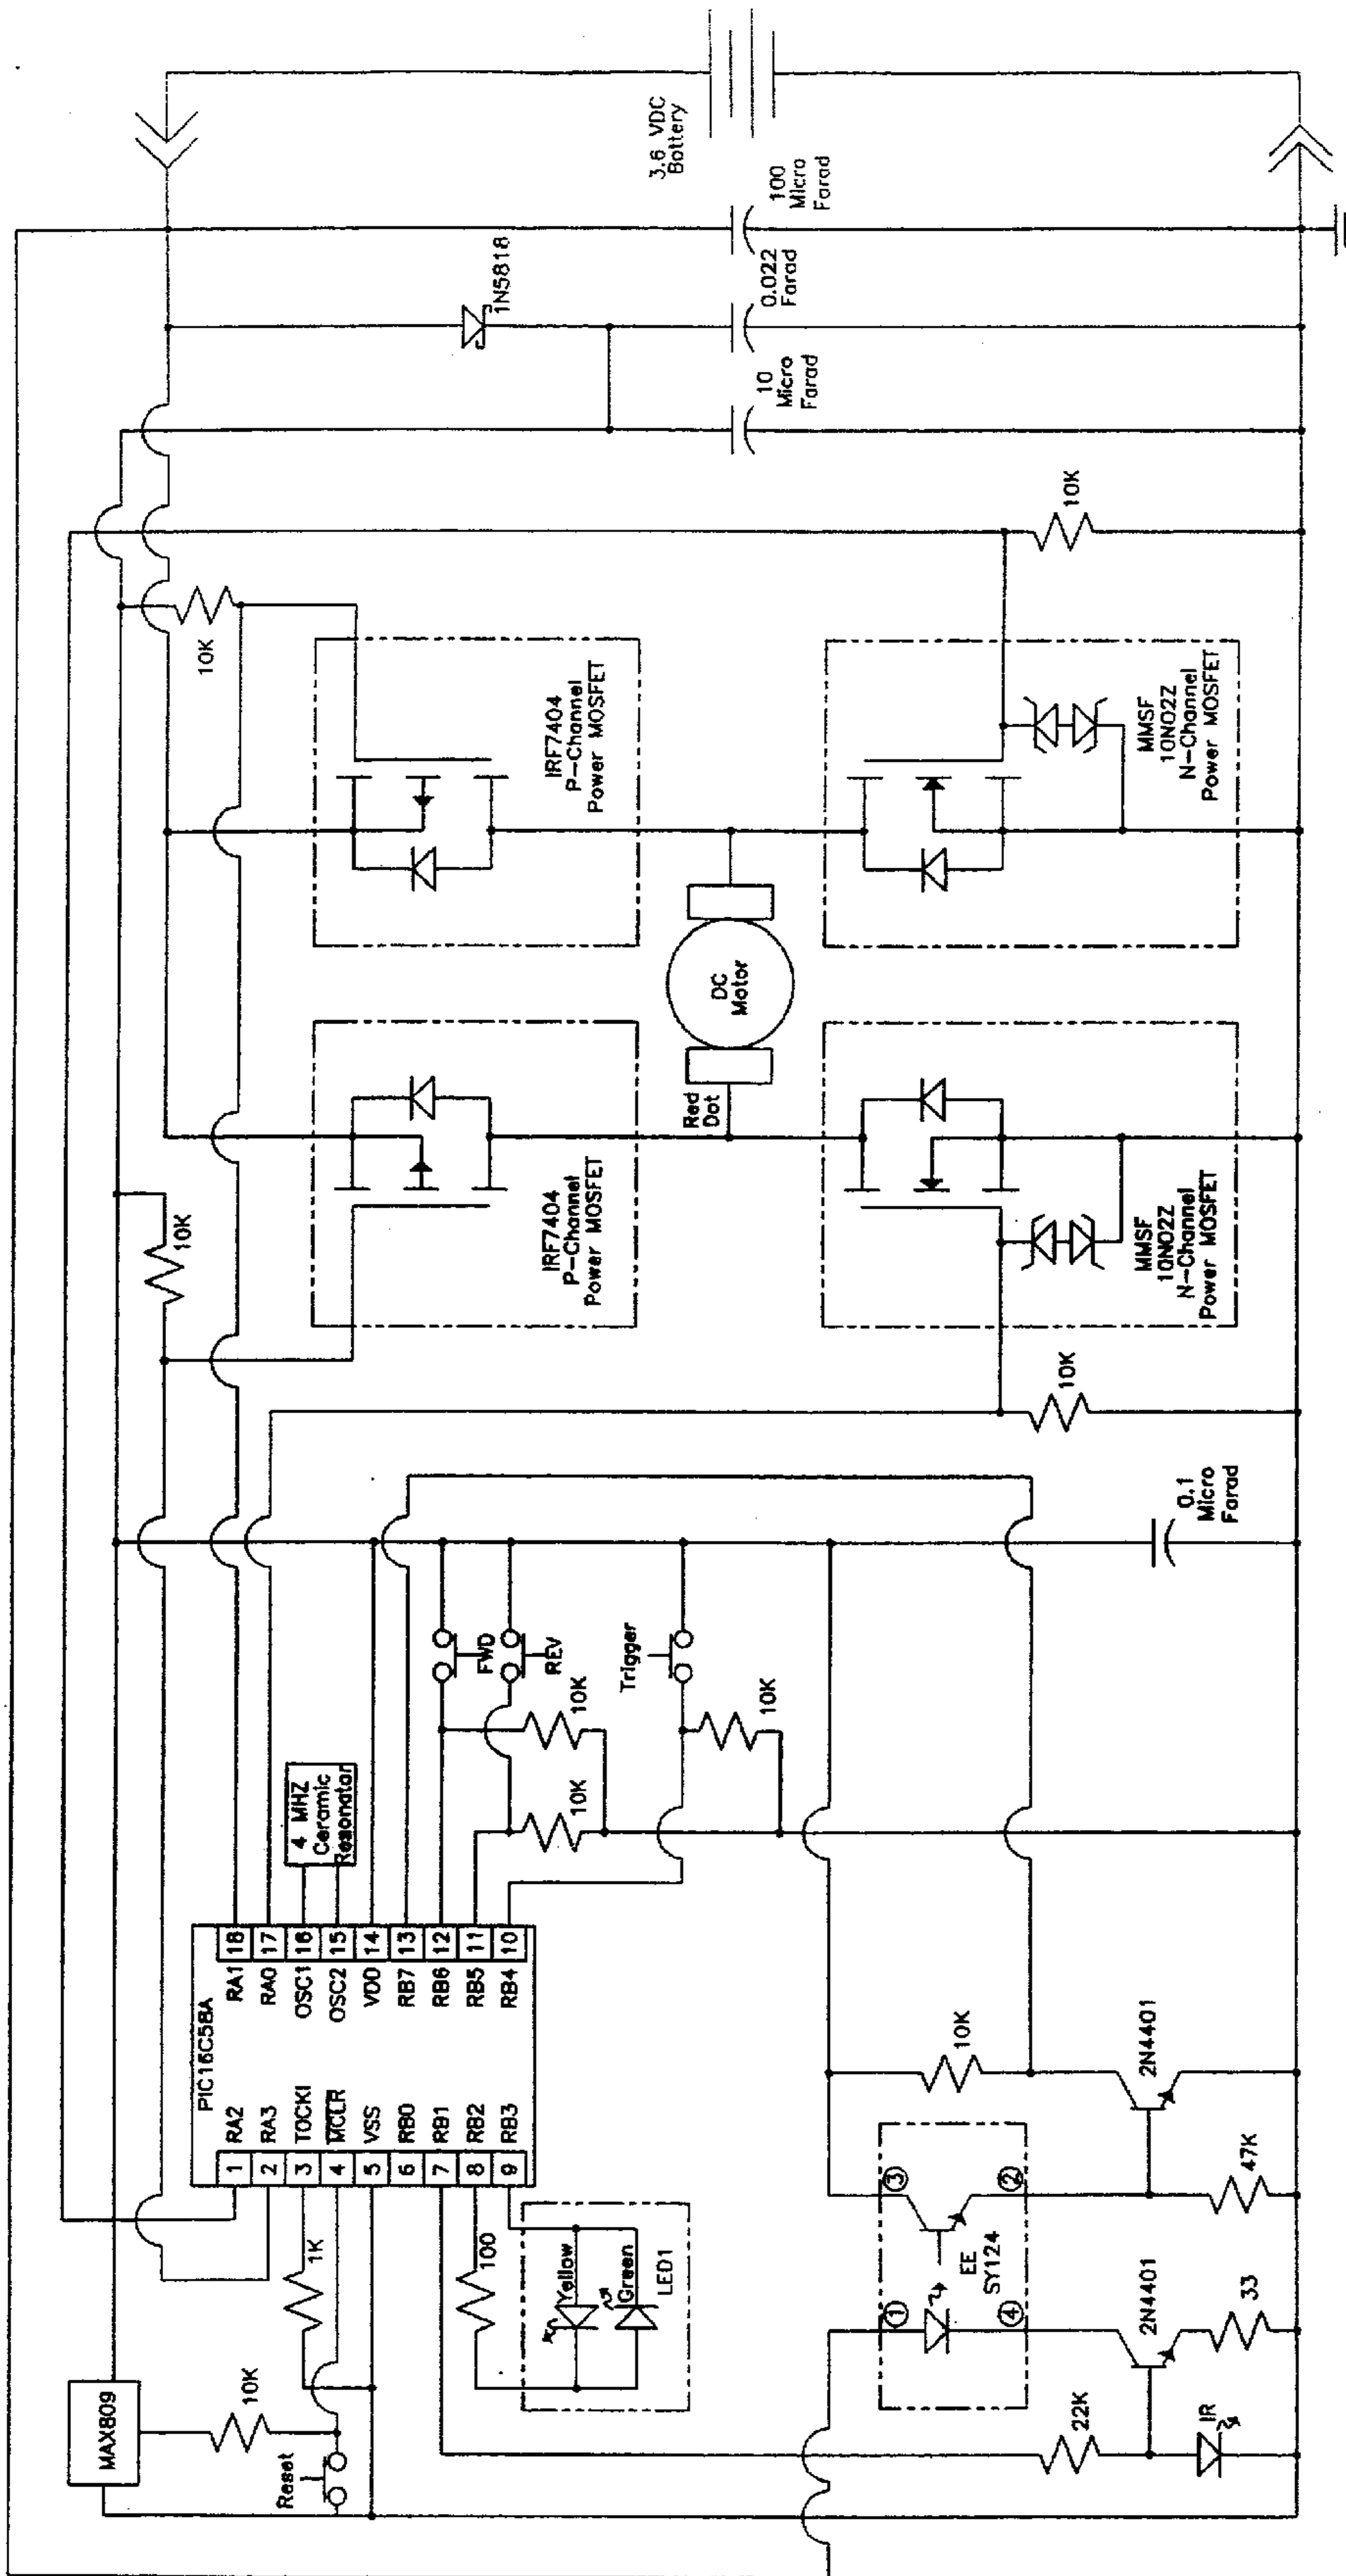 3.6 VDC
Battery
100
Micro
Farad
0.022
Farad
1N5818
10
Micro
Farad
10K
10K
IRF7404
P-Channel
Power MOSFET
MMSF
10N02Z
N-Channel
Power MOSFET
DC
Motor
Red
Dot
10K
IRF7404
P-Channel
Power MOSFET
MMSF
10N02Z
N-Channel
Power MOSFET
10K
0.1
Micro
Farad
FWD
REV
Trigger
10K
10K
10K
4 MHZ
Ceramic
Resonator
PIC16C58A
RA1 18
RA0 17
OSC1 16
OSC2 15
VDD 14
RB7 13
RB6 12
RB5 11
RB4 10
1 RA2
2 RA3
3 TOCKI
4 MCLR
5 VSS
6 RB0
7 RB1
8 RB2
9 RB3
10K
2N4401
47K
③
②
EE
SY124
①
④
2N4401
33
22K
IR
1K
100
Yellow
Green
LED1
MAX809
10K
Reset